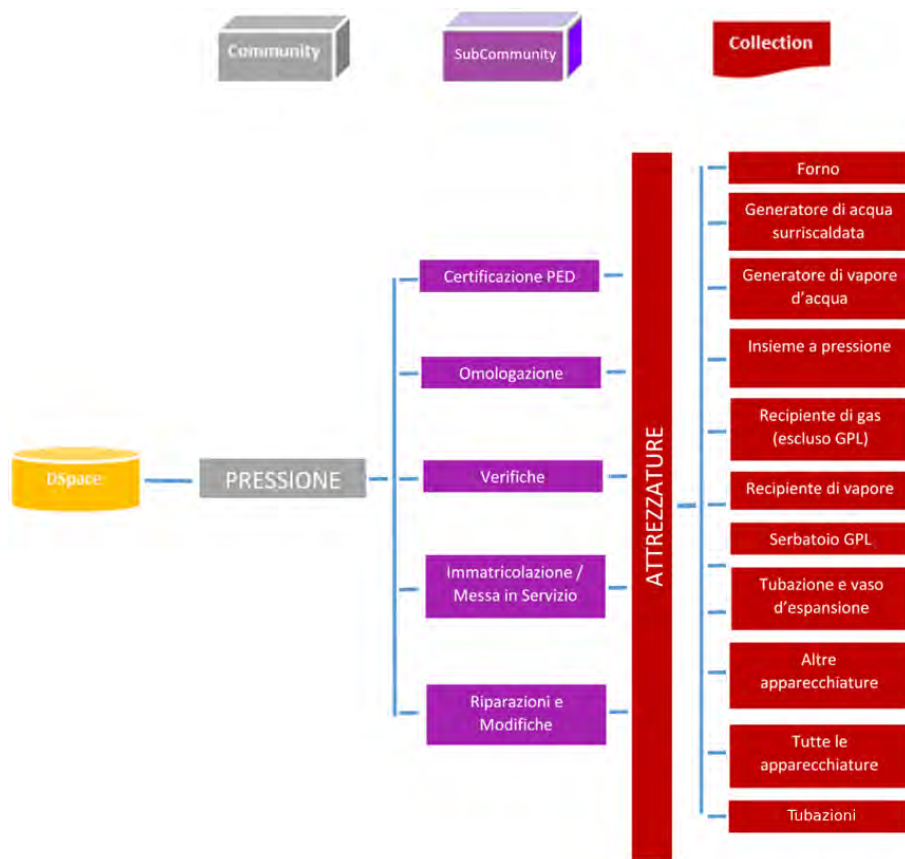 Community
SubCommunity
Collection
DSpace
PRESSIONE
Certificazione PED
Omologazione
Verifiche
Immatricolazione /
Messa in Servizio
Riparazioni e
Modifiche
ATTREZZATURE
Forno
Generatore di acqua
surriscaldata
Generatore di vapore
d'acqua
Insieme a pressione
Recipiente di gas
(escluso GPL)
Recipiente di vapore
Serbatoio GPL
Tubazione e vaso
d'espansione
Altre
apparecchiature
Tutte le
apparecchiature
Tubazioni